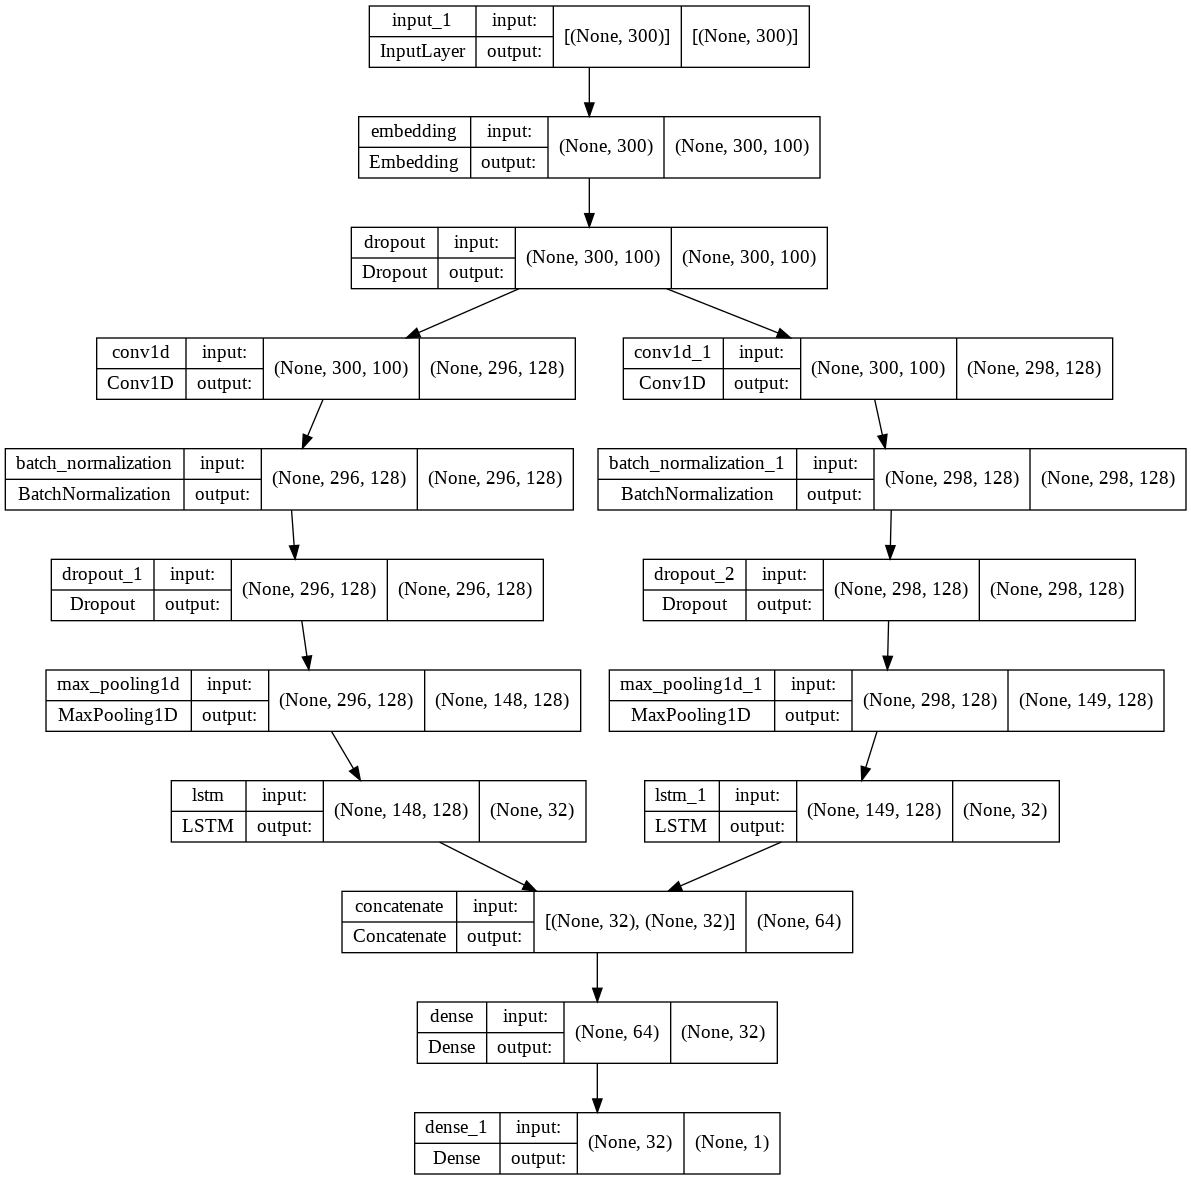 input_1 input: [(None, 300)] [(None, 300)]
InputLayer output:
embedding input: (None, 300) (None, 300, 100)
Embedding output:
dropout input: (None, 300, 100) (None, 300, 100)
Dropout output:
conv1d input: (None, 300, 100) (None, 296, 128)
Conv1D output:
conv1d_1 input: (None, 300, 100) (None, 298, 128)
Conv1D output:
batch_normalization input: (None, 296, 128) (None, 296, 128)
BatchNormalization output:
batch_normalization_1 input: (None, 298, 128) (None, 298, 128)
BatchNormalization output:
dropout_1 input: (None, 296, 128) (None, 296, 128)
Dropout output:
dropout_2 input: (None, 298, 128) (None, 298, 128)
Dropout output:
max_pooling1d input: (None, 296, 128) (None, 148, 128)
MaxPooling1D output:
max_pooling1d_1 input: (None, 298, 128) (None, 149, 128)
MaxPooling1D output:
lstm input: (None, 148, 128) (None, 32)
LSTM output:
lstm_1 input: (None, 149, 128) (None, 32)
LSTM output:
concatenate input: [(None, 32), (None, 32)] (None, 64)
Concatenate output:
dense input: (None, 64) (None, 32)
Dense output:
dense_1 input: (None, 32) (None, 1)
Dense output: